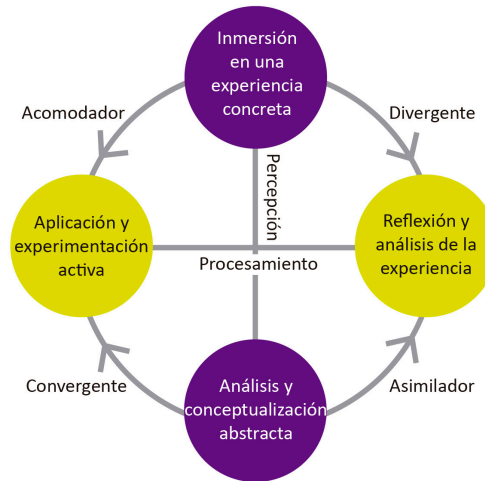 Inmersión
en una
experiencia
concreta
Acomodador
Divergente
Percepción
Aplicación y
experimentación
activa
Reflexión y
análisis de la
experiencia
Procesamiento
Convergente
Asimilador
Análisis y
conceptualización
abstracta